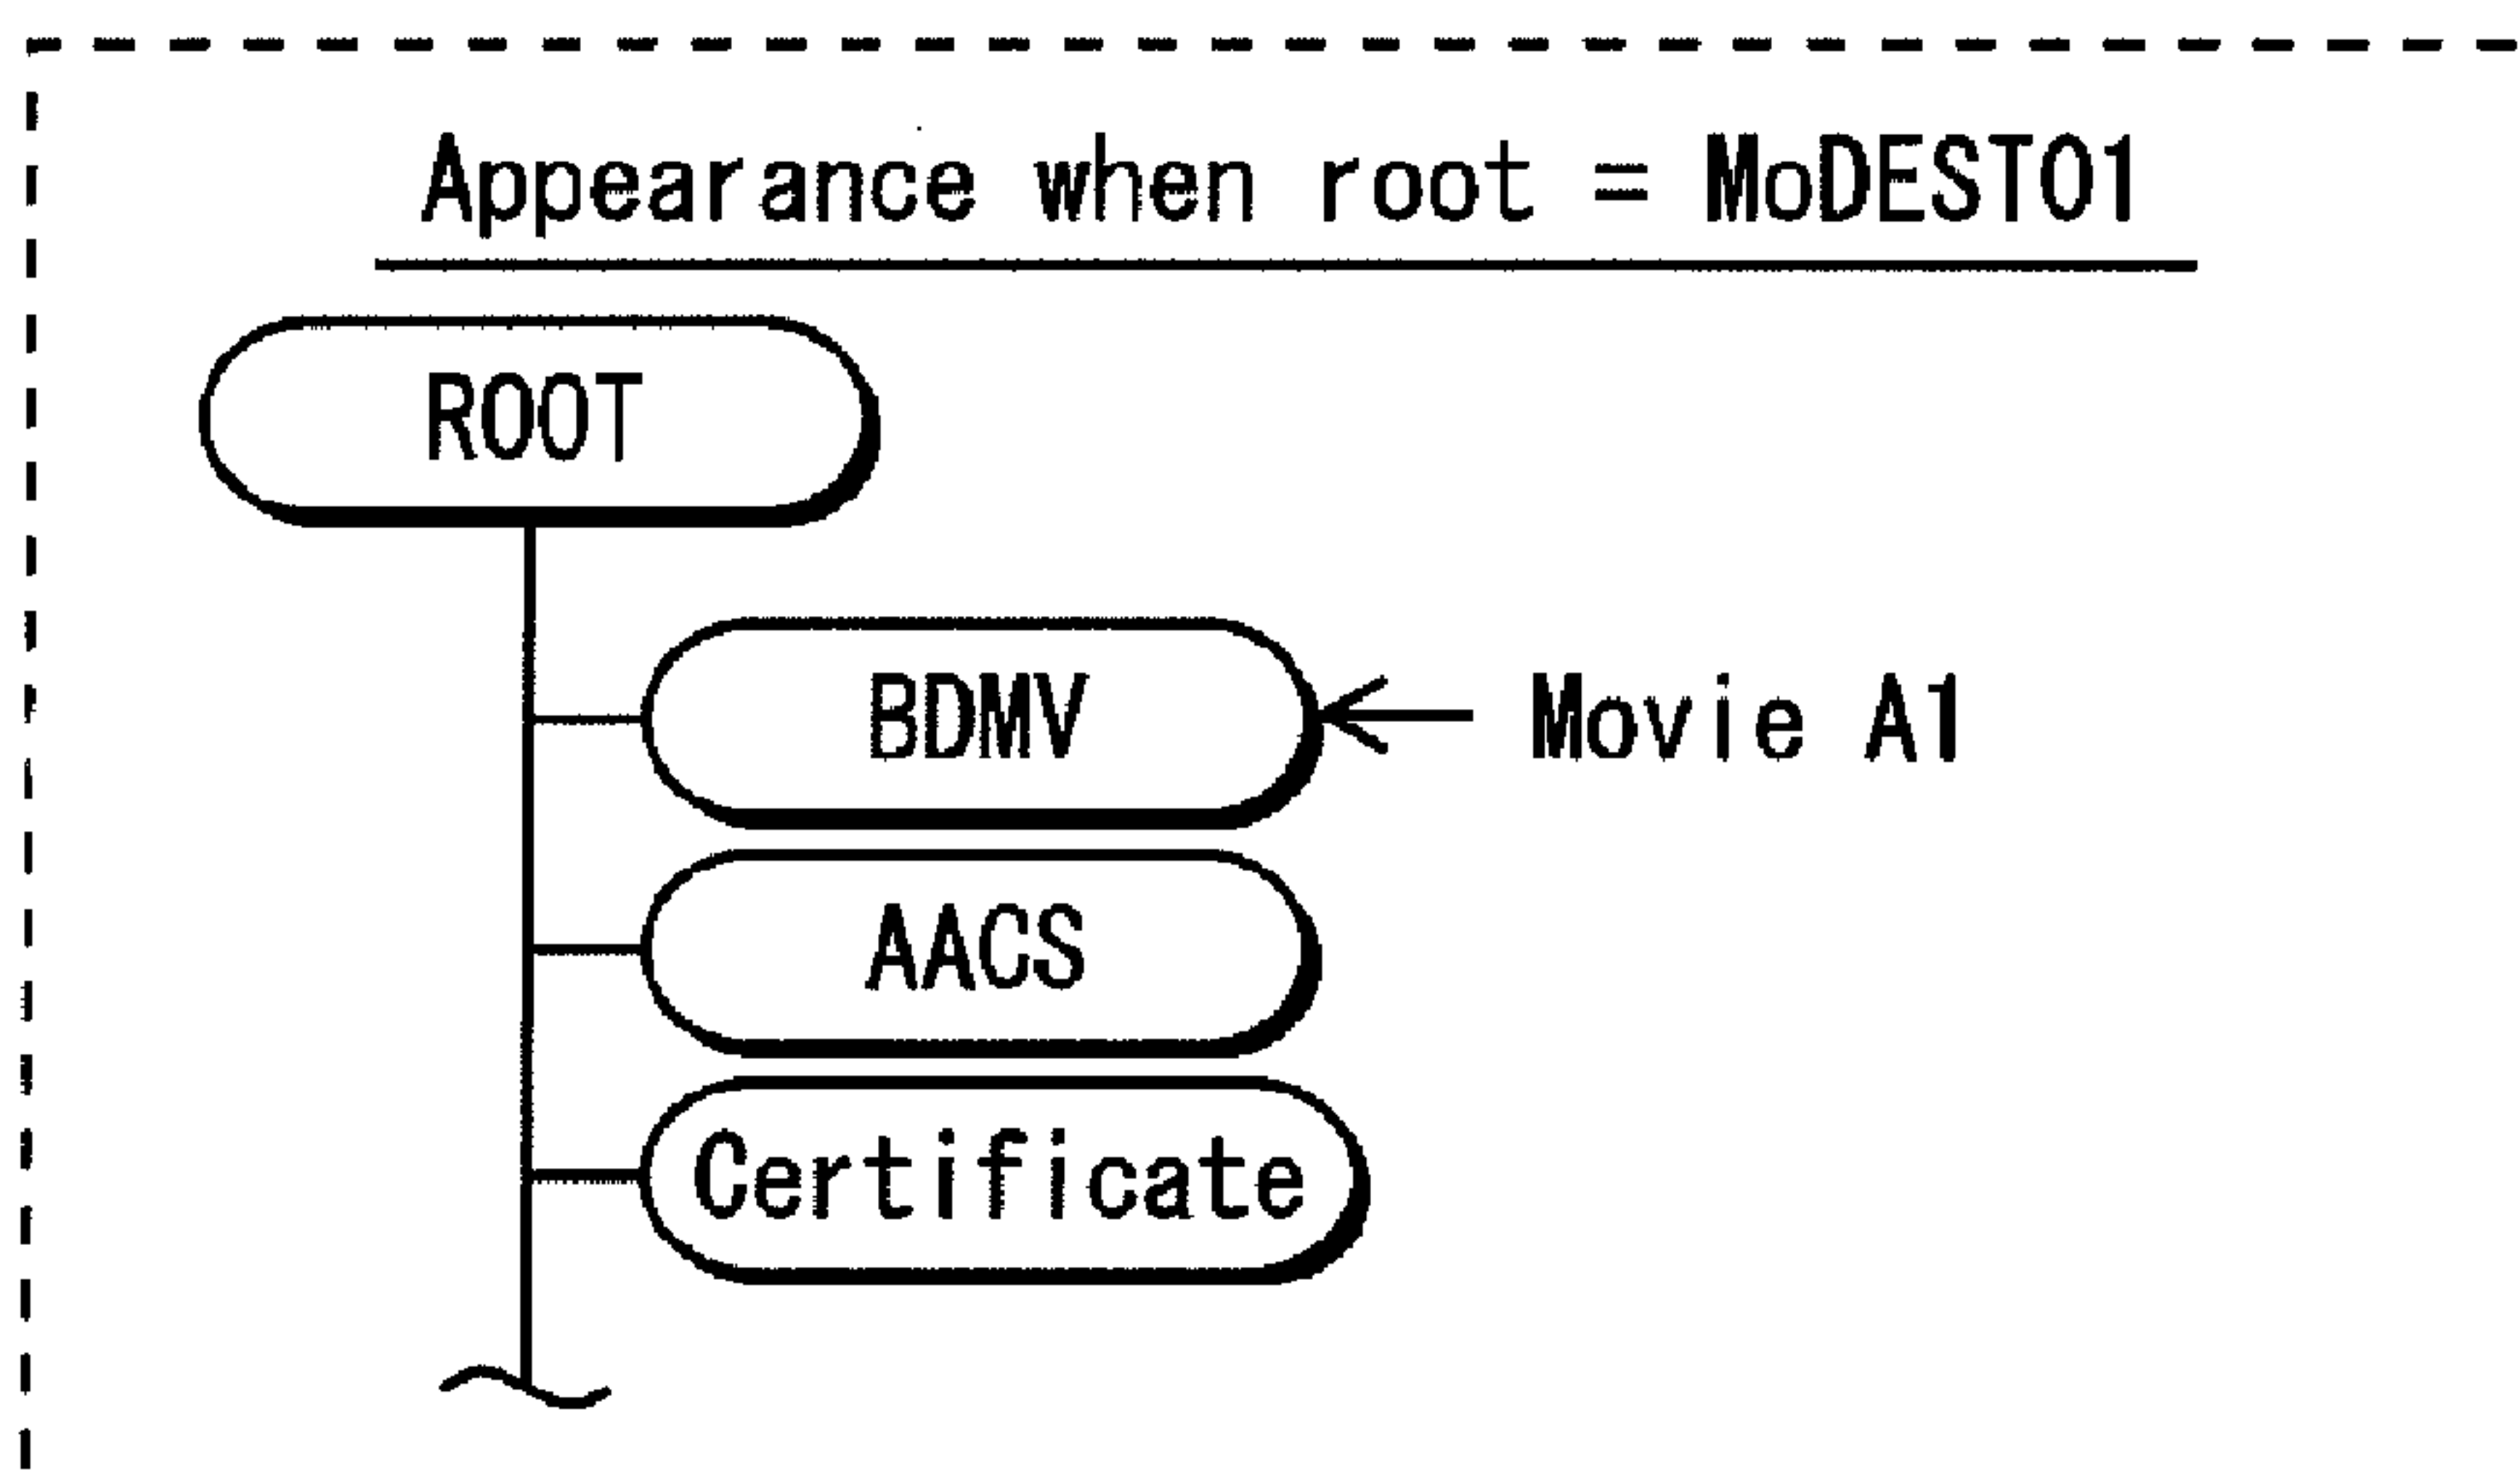 Appearance when root = MoDEST01
ROOT
BDMV
Movie A1
AACS
Certificate